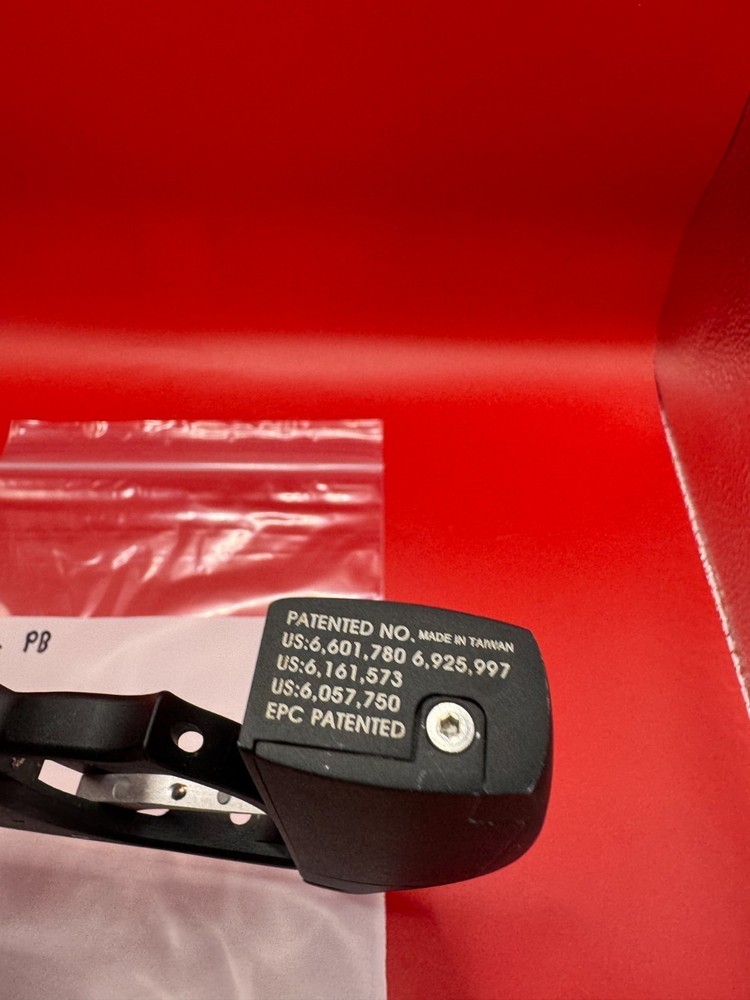 . PB
PATENTED NO. MADE IN TAIWAN
US:6,601,780 6,925,997
US:6,161,573
US:6,057,750
EPC PATENTED